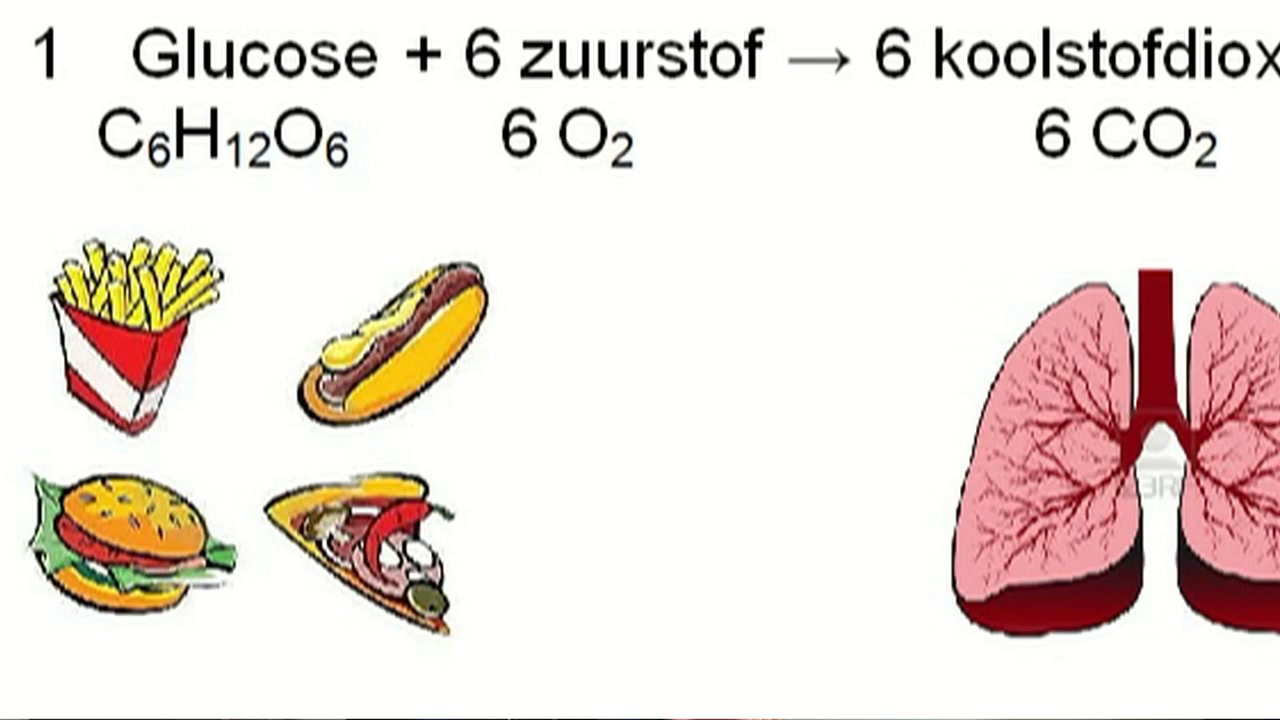 1 Glucose + 6 zuurstof → 6 koolstofdiox
C₆H₁₂O₆ 6 O₂ 6 CO₂